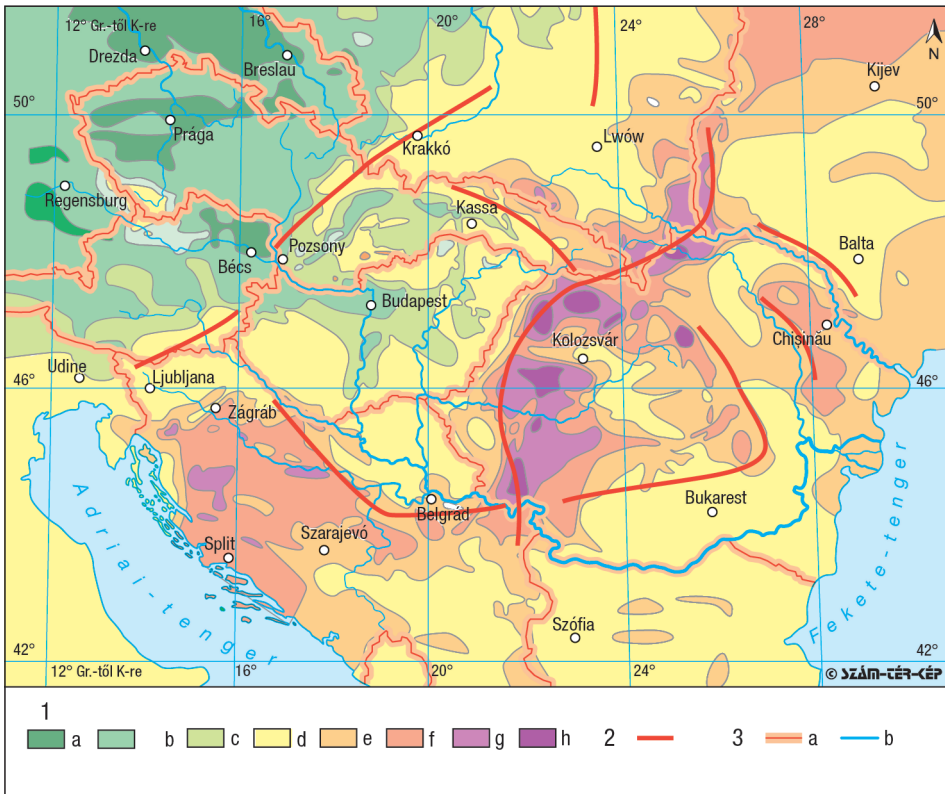 12° Gr.-től K-re
16°
20°
24°
28°
N
Drezda
Breslau
Kijev
50°
50°
Prága
Krakkó
Lwów
Regensburg
Kassa
Bécs
Pozsony
Balta
Budapest
Kolozsvár
Chişinău
Udine
Ljubljana
46°
46°
Zágráb
Belgrád
Bukarest
Szarajevó
Split
Adriai-tenger
Fekete-tenger
Szófia
42°
42°
12° Gr.-től K-re
16°
20°
24°
© SZÁM-TÉR-KÉP
1
a b c d e f g h 2 3 a b